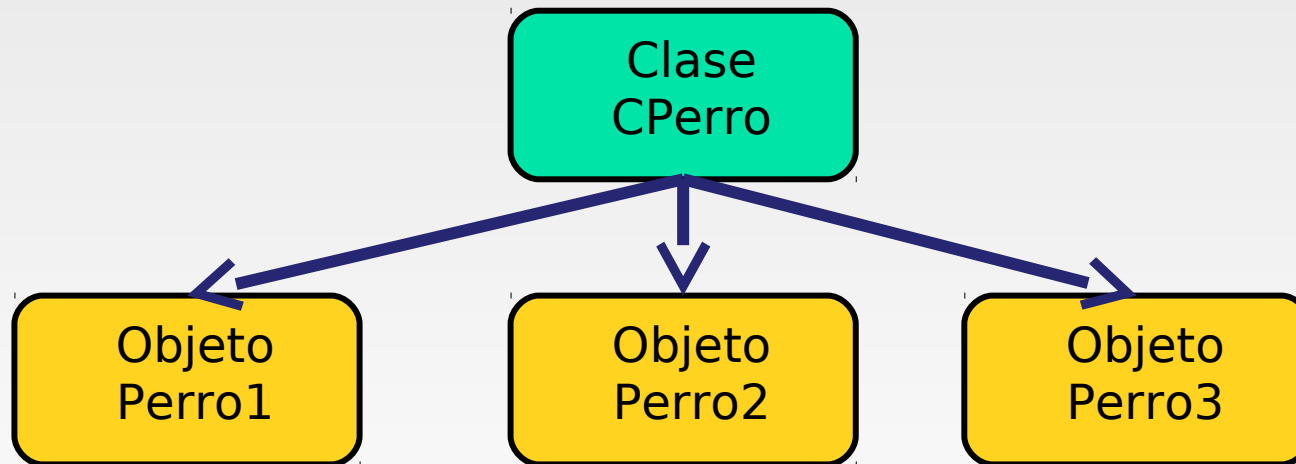 Clase
CPerro
Objeto
Perro1
Objeto
Perro2
Objeto
Perro3